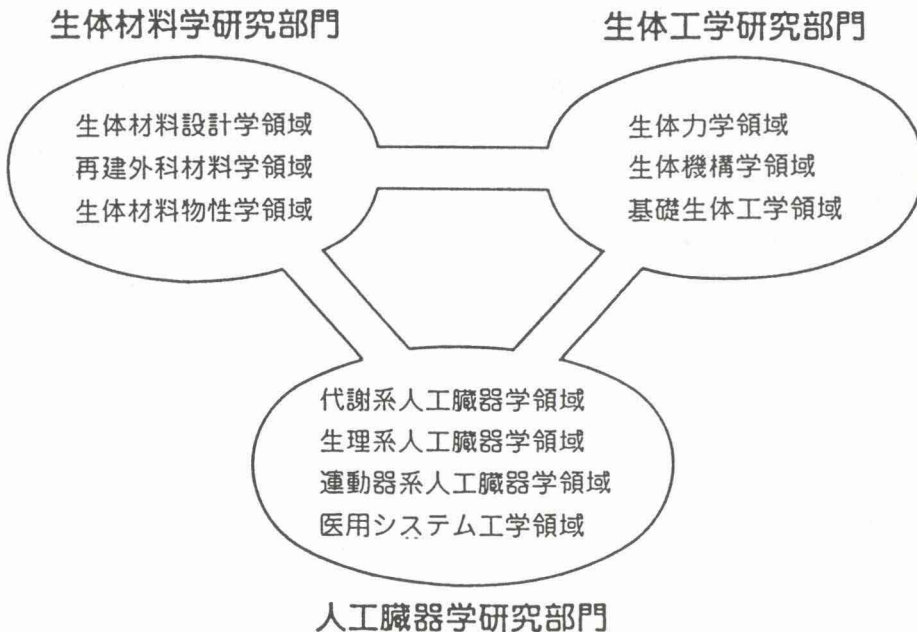 生体材料学研究部門
生体材料設計学領域
再建外科材料学領域
生体材料物性学領域
生体工学研究部門
生体力学領域
生体機構学領域
基礎生体工学領域
代謝系人工臓器学領域
生理系人工臓器学領域
運動器系人工臓器学領域
医用システム工学領域
人工臓器学研究部門